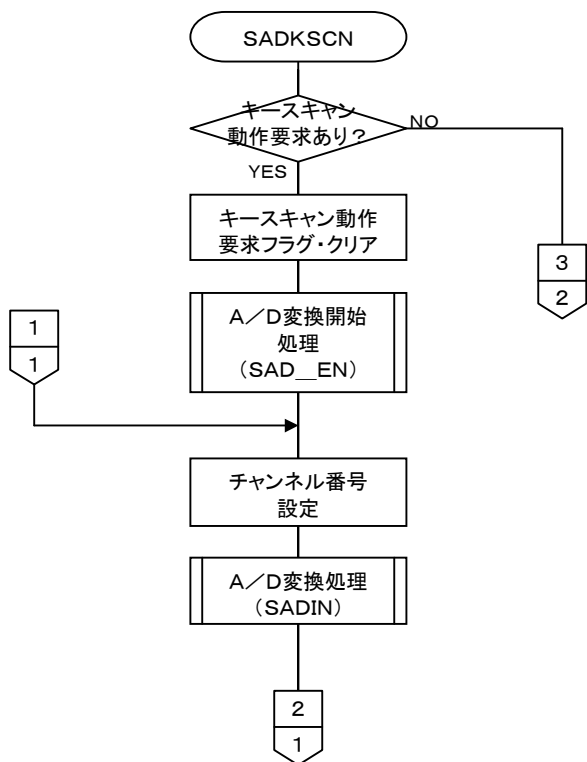 SADKSCN
キースキャン
動作要求あり?
NO
YES
キースキャン動作
要求フラグ・クリア
3
2
A/D変換開始
処理
(SAD__EN)
1
1
チャンネル番号
設定
A/D変換処理
(SADIN)
2
1